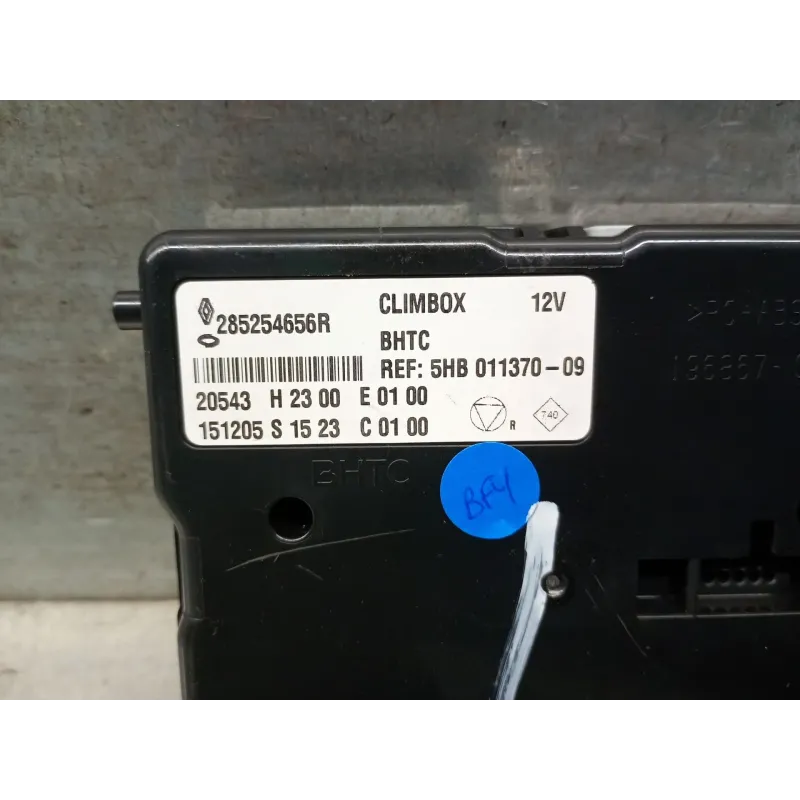 285254656R CLIMBOX 12V
BHTC
REF: 5HB 011370-09
20543 H 23 00 E 01 00
151205 S 15 23 C 01 00
R 740
BHTC
BFY